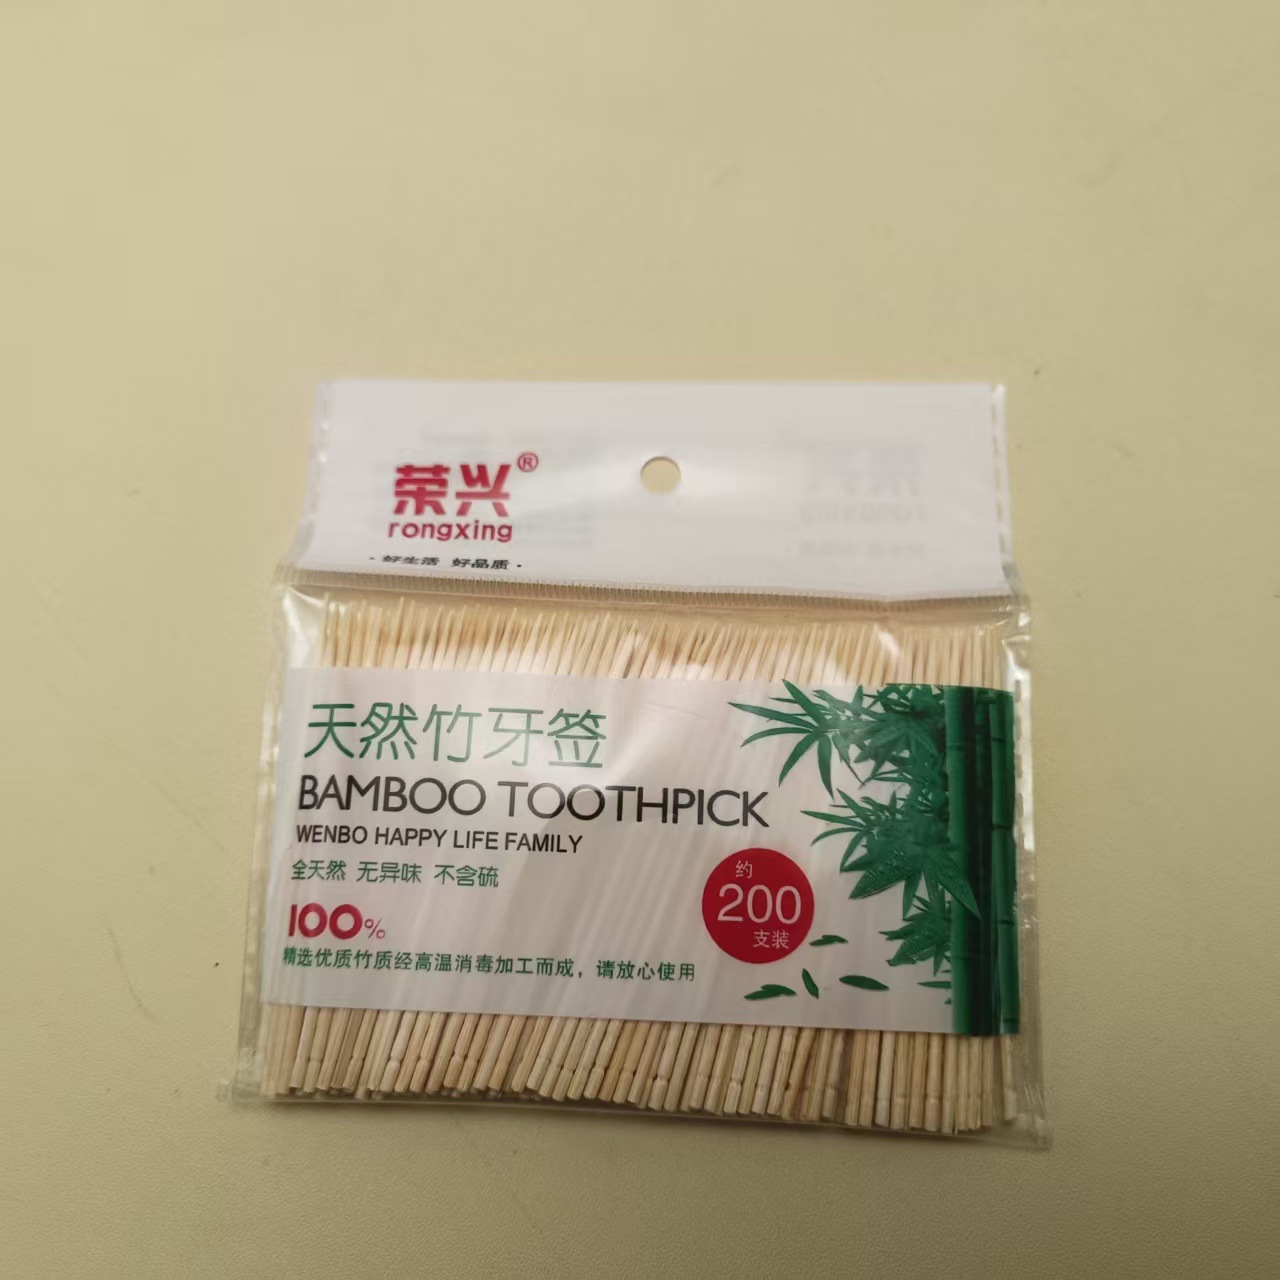 荣兴®
rongxing
·好生活 好品质·
天然竹牙签
BAMBOO TOOTHPICK
WENBO HAPPY LIFE FAMILY
全天然 无异味 不含硫
100%
精选优质竹质经高温消毒加工而成，请放心使用
约
200
支装